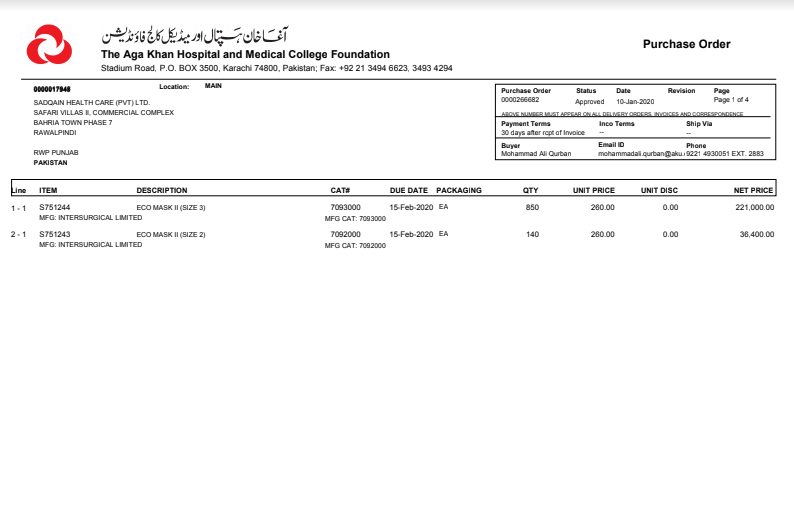 آغا خان ہسپتال اور میڈیکل کالج فاؤنڈیشن
The Aga Khan Hospital and Medical College Foundation
Stadium Road, P.O. BOX 3500, Karachi 74800, Pakistan; Fax: +92 21 3494 6623, 3493 4294
Purchase Order
0000017946
Location: MAIN
SADQAIN HEALTH CARE (PVT) LTD.
SAFARI VILLAS II, COMMERCIAL COMPLEX
BAHRIA TOWN PHASE 7
RAWALPINDI
RWP PUNJAB
PAKISTAN
Purchase Order Status Date Revision Page
0000266682 Approved 10-Jan-2020 Page 1 of 4
ABOVE NUMBER MUST APPEAR ON ALL DELIVERY ORDERS, INVOICES AND CORRESPONDENCE
Payment Terms Inco Terms Ship Via
30 days after rcpt of Invoice -- --
Buyer Email ID Phone
Mohammad Ali Qurban mohammadali.qurban@aku. 9221 4930051 EXT. 2883
Line ITEM DESCRIPTION CAT# DUE DATE PACKAGING QTY UNIT PRICE UNIT DISC NET PRICE
1 - 1 S751244 ECO MASK II (SIZE 3) 7093000 15-Feb-2020 EA 850 260.00 0.00 221,000.00
MFG: INTERSURGICAL LIMITED MFG CAT: 7093000
2 - 1 S751243 ECO MASK II (SIZE 2) 7092000 15-Feb-2020 EA 140 260.00 0.00 36,400.00
MFG: INTERSURGICAL LIMITED MFG CAT: 7092000